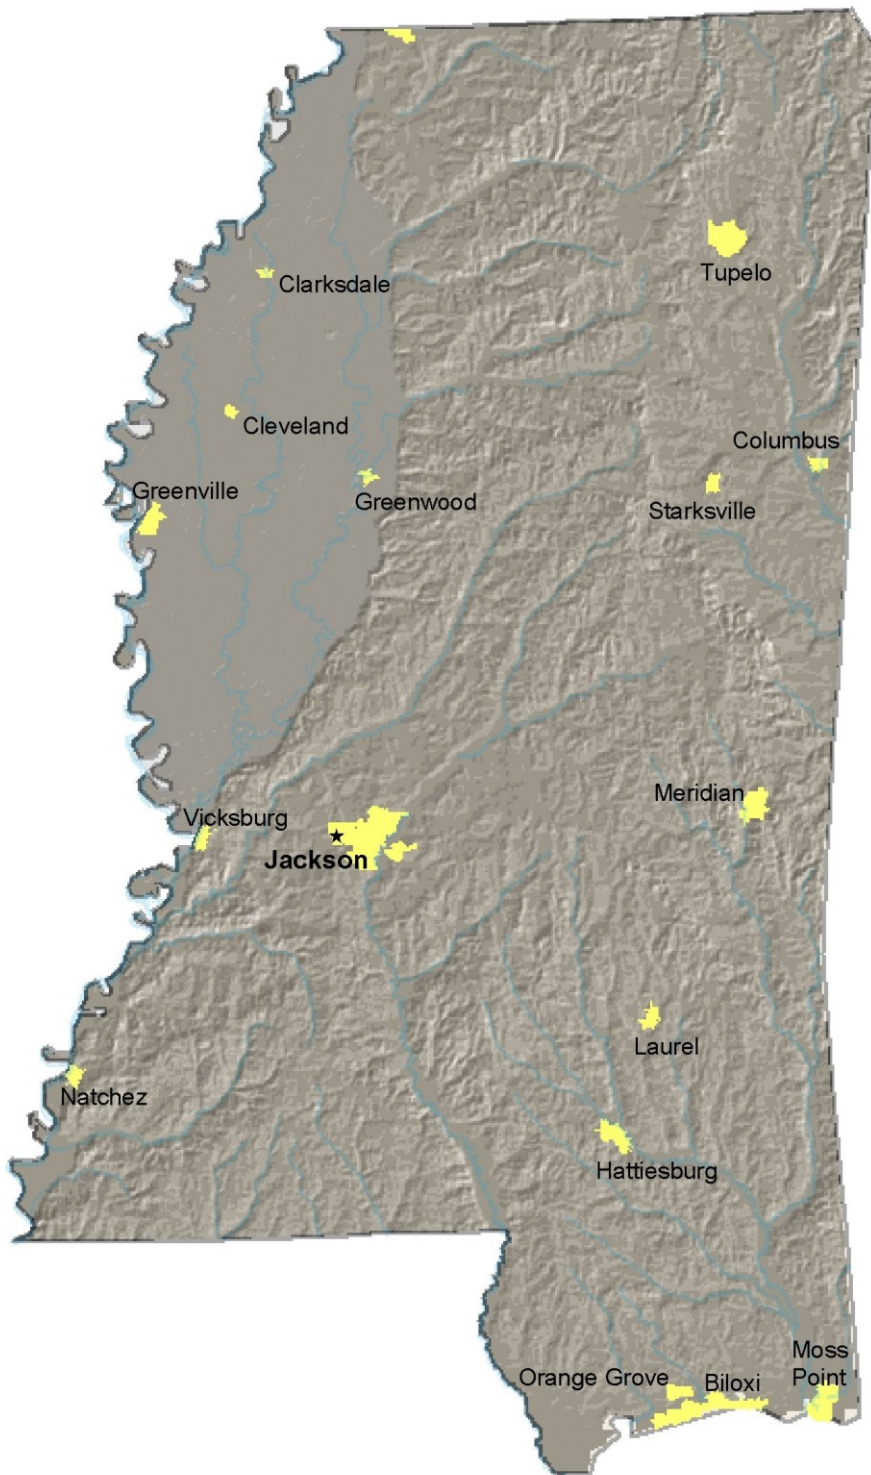 Tupelo
Clarksdale
Cleveland
Columbus
Greenville
Greenwood
Starksville
Meridian
Vicksburg
Jackson
Laurel
Natchez
Hattiesburg
Moss
Point
Orange Grove
Biloxi